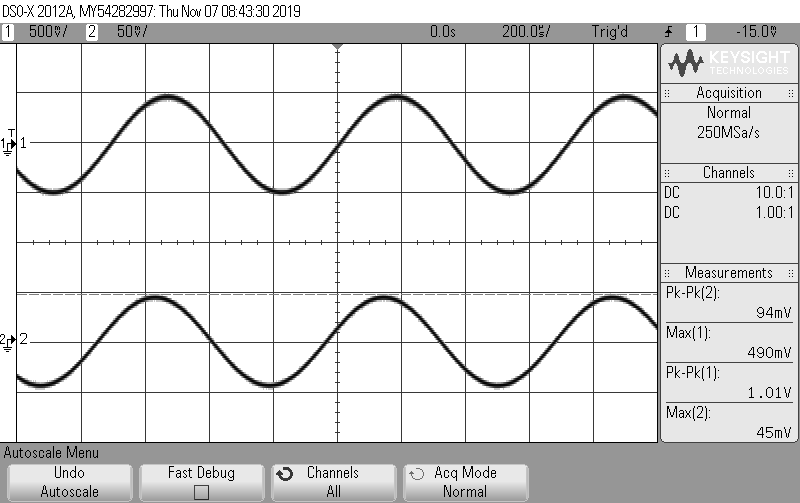 DSO-X 2012A, MY54282997: Thu Nov 07 08:43:30 2019
1 500㎷/ 2 50㎷/ 0.0s 200.0㎲/ Trig'd 1 -15.0㎷
KEYSIGHT
TECHNOLOGIES
Acquisition
Normal
250MSa/s
Channels
DC 10.0:1
DC 1.00:1
Measurements
Pk-Pk(2):
94mV
Max(1):
490mV
Pk-Pk(1):
1.01V
Max(2):
45mV
T
1 1
2 2
Autoscale Menu
Undo
Autoscale
Fast Debug
Channels
All
Acq Mode
Normal